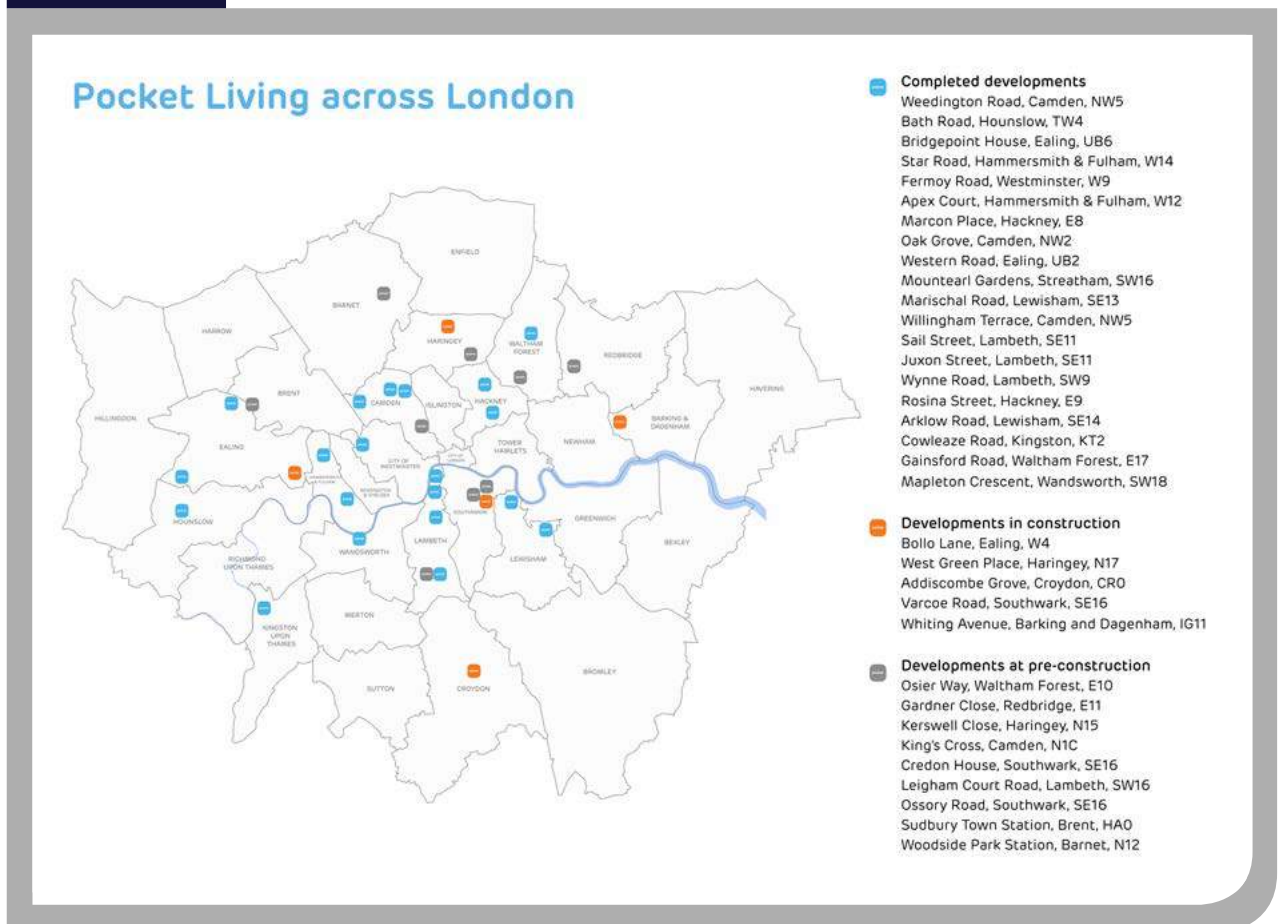 Pocket Living across London
Completed developments
Weedington Road, Camden, NW5
Bath Road, Hounslow, TW4
Bridgepoint House, Ealing, UB6
Star Road, Hammersmith & Fulham, W14
Fermoy Road, Westminster, W9
Apex Court, Hammersmith & Fulham, W12
Marcon Place, Hackney, E8
Oak Grove, Camden, NW2
Western Road, Ealing, UB2
Mountearl Gardens, Streatham, SW16
Marischal Road, Lewisham, SE13
Willingham Terrace, Camden, NW5
Sail Street, Lambeth, SE11
Juxon Street, Lambeth, SE11
Wynne Road, Lambeth, SW9
Rosina Street, Hackney, E9
Arklow Road, Lewisham, SE14
Cowleaze Road, Kingston, KT2
Gainsford Road, Waltham Forest, E17
Mapleton Crescent, Wandsworth, SW18
Developments in construction
Bollo Lane, Ealing, W4
West Green Place, Haringey, N17
Addiscombe Grove, Croydon, CR0
Varcoe Road, Southwark, SE16
Whiting Avenue, Barking and Dagenham, IG11
Developments at pre-construction
Osier Way, Waltham Forest, E10
Gardner Close, Redbridge, E11
Kerswell Close, Haringey, N15
King's Cross, Camden, N1C
Credon House, Southwark, SE16
Leigham Court Road, Lambeth, SW16
Ossory Road, Southwark, SE16
Sudbury Town Station, Brent, HA0
Woodside Park Station, Barnet, N12
ENFIELD
BARNET
HARROW
HARINGEY
WALTHAM
FOREST
REDBRIDGE
HAVERING
BRENT
CAMDEN
ISLINGTON
HACKNEY
HILLINGDON
BARKING &
DAGENHAM
EALING
TOWER
HAMLETS
NEWHAM
CITY OF
WESTMINSTER
CITY OF
LONDON
KENSINGTON
& CHELSEA
HOUNSLOW
SOUTHWARK
GREENWICH
BEXLEY
LAMBETH
WANDSWORTH
LEWISHAM
RICHMOND
UPON THAMES
MERTON
KINGSTON
UPON
THAMES
SUTTON
CROYDON
BROMLEY